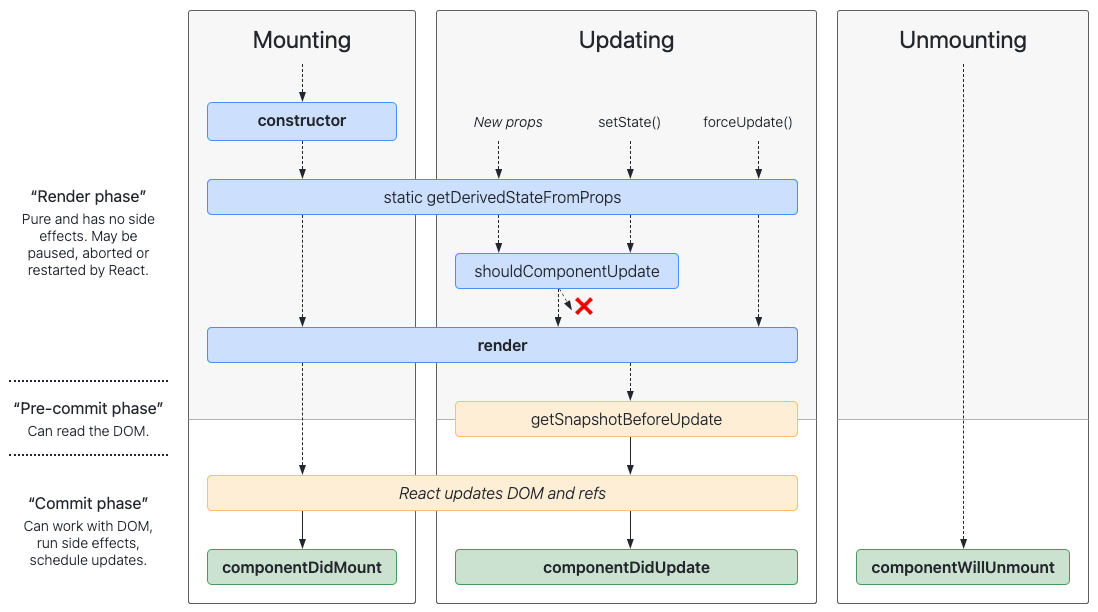 Mounting
Updating
Unmounting
constructor
New props
setState()
forceUpdate()
static getDerivedStateFromProps
“Render phase”
Pure and has no side
effects. May be
paused, aborted or
restarted by React.
shouldComponentUpdate
render
“Pre-commit phase”
Can read the DOM.
getSnapshotBeforeUpdate
React updates DOM and refs
“Commit phase”
Can work with DOM,
run side effects,
schedule updates.
componentDidMount
componentDidUpdate
componentWillUnmount